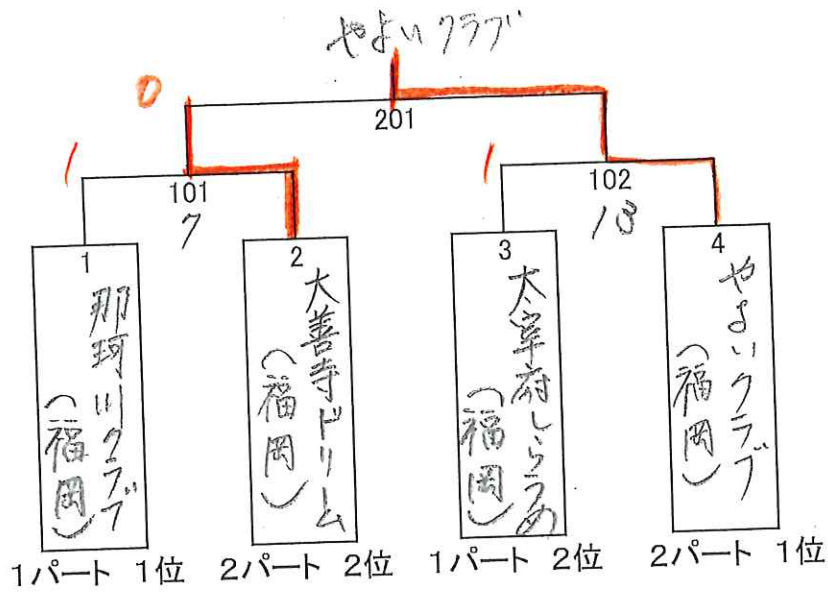 やよいクラブ
0
201
1
101
7
1
102
18
1
那珂川クラブ
(福岡)
2
大善寺ドリーム
(福岡)
3
太宰府しらうめ
(福岡)
4
やよいクラブ
(福岡)
1パート 1位
2パート 2位
1パート 2位
2パート 1位